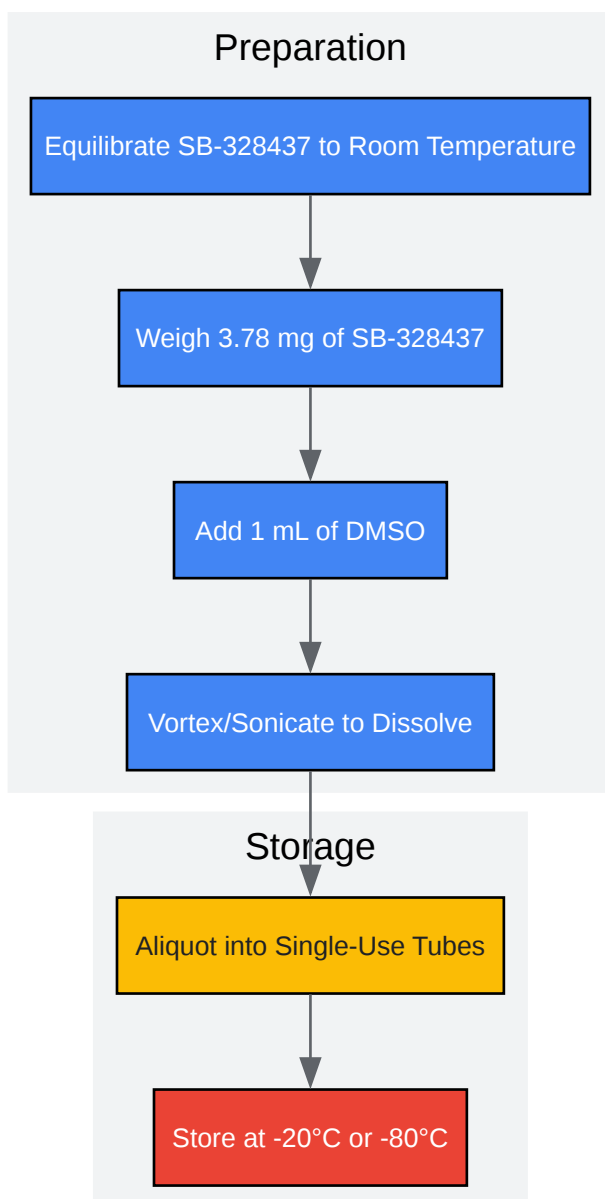 Preparation
Equilibrate SB-328437 to Room Temperature
Weigh 3.78 mg of SB-328437
Add 1 mL of DMSO
Vortex/Sonicate to Dissolve
Storage
Aliquot into Single-Use Tubes
Store at -20°C or -80°C